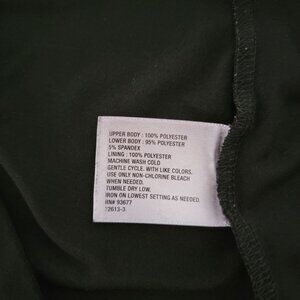 UPPER BODY : 100% POLYESTER
LOWER BODY : 95% POLYESTER
5% SPANDEX
LINING : 100% POLYESTER
MACHINE WASH COLD
GENTLE CYCLE. WITH LIKE COLORS.
USE ONLY NON-CHLORINE BLEACH
WHEN NEEDED.
TUMBLE DRY LOW.
IRON ON LOWEST SETTING AS NEEDED.
RN# 93677
12613-3